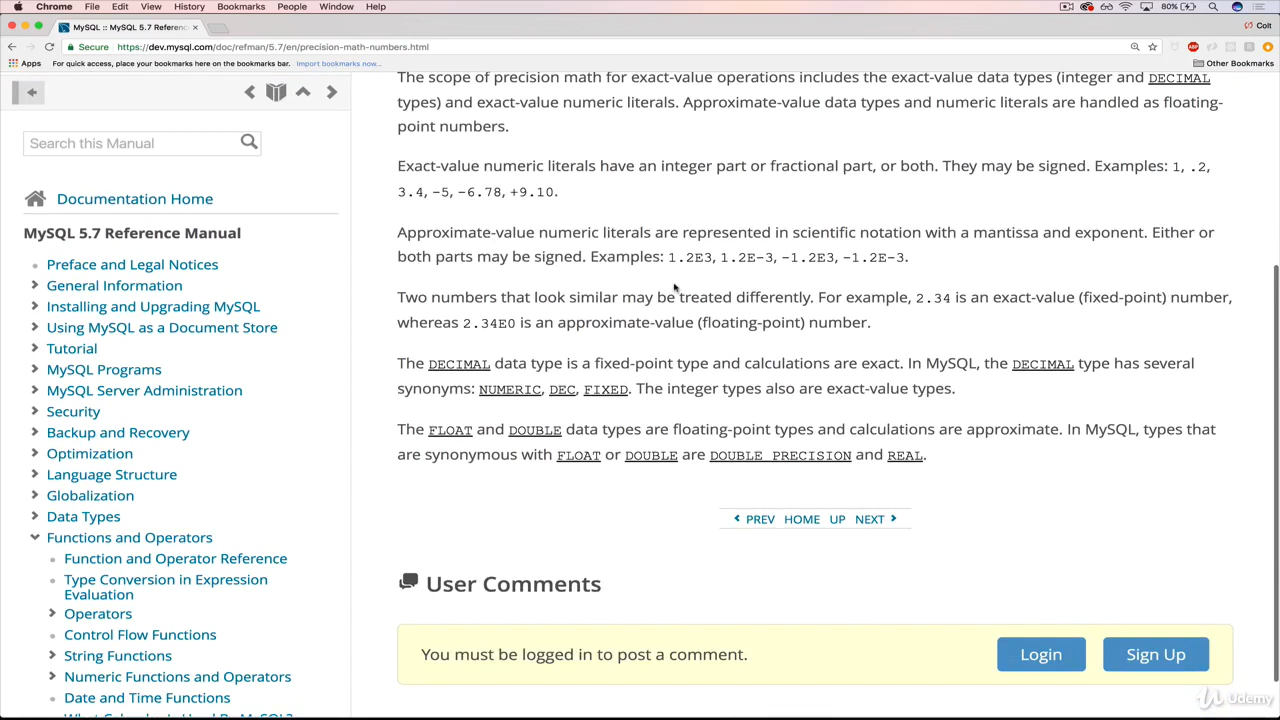 Chrome File Edit View History Bookmarks People Window Help 80%
MySQL :: MySQL 5.7 Referenc × Colt
Secure https://dev.mysql.com/doc/refman/5.7/en/precision-math-numbers.html
Apps For quick access, place your bookmarks here on the bookmarks bar. Import bookmarks now... Other Bookmarks
Search this Manual
Documentation Home
MySQL 5.7 Reference Manual
Preface and Legal Notices
General Information
Installing and Upgrading MySQL
Using MySQL as a Document Store
Tutorial
MySQL Programs
MySQL Server Administration
Security
Backup and Recovery
Optimization
Language Structure
Globalization
Data Types
Functions and Operators
Function and Operator Reference
Type Conversion in Expression
Evaluation
Operators
Control Flow Functions
String Functions
Numeric Functions and Operators
Date and Time Functions
The scope of precision math for exact-value operations includes the exact-value data types (integer and DECIMAL
types) and exact-value numeric literals. Approximate-value data types and numeric literals are handled as floating-
point numbers.
Exact-value numeric literals have an integer part or fractional part, or both. They may be signed. Examples: 1, .2,
3.4, -5, -6.78, +9.10.
Approximate-value numeric literals are represented in scientific notation with a mantissa and exponent. Either or
both parts may be signed. Examples: 1.2E3, 1.2E-3, -1.2E3, -1.2E-3.
Two numbers that look similar may be treated differently. For example, 2.34 is an exact-value (fixed-point) number,
whereas 2.34E0 is an approximate-value (floating-point) number.
The DECIMAL data type is a fixed-point type and calculations are exact. In MySQL, the DECIMAL type has several
synonyms: NUMERIC, DEC, FIXED. The integer types also are exact-value types.
The FLOAT and DOUBLE data types are floating-point types and calculations are approximate. In MySQL, types that
are synonymous with FLOAT or DOUBLE are DOUBLE PRECISION and REAL.
PREV HOME UP NEXT
User Comments
You must be logged in to post a comment. Login Sign Up
Udemy